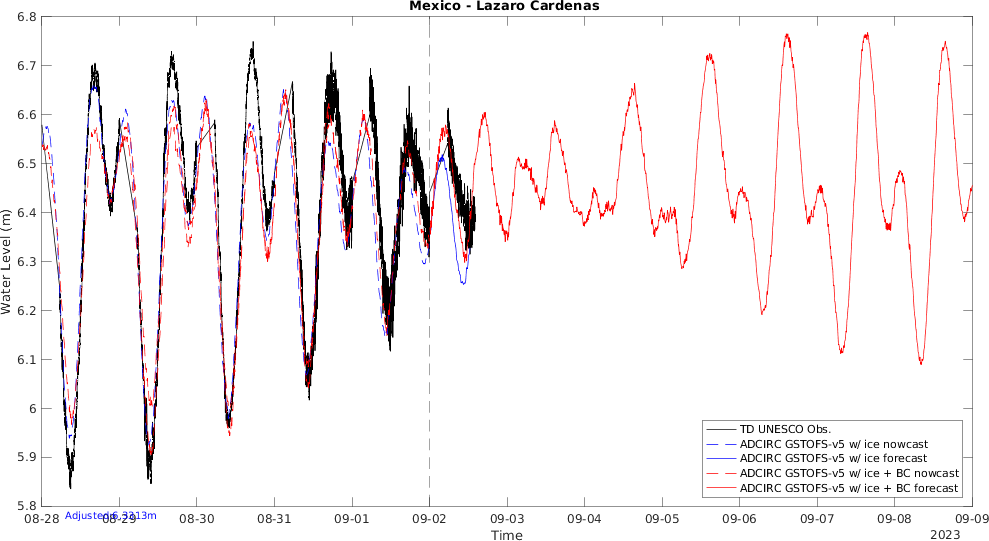 Mexico - Lazaro Cardenas
6.8
6.7
6.6
6.5
6.4
6.3
6.2
6.1
6
5.9
5.8
Water Level (m)
TD UNESCO Obs.
ADCIRC GSTOFS-v5 w/ ice nowcast
ADCIRC GSTOFS-v5 w/ ice forecast
ADCIRC GSTOFS-v5 w/ ice + BC nowcast
ADCIRC GSTOFS-v5 w/ ice + BC forecast
08-28 08-29 08-30 08-31 09-01 09-02 09-03 09-04 09-05 09-06 09-07 09-08 09-09
Adjusted 6.3213m
Time
2023